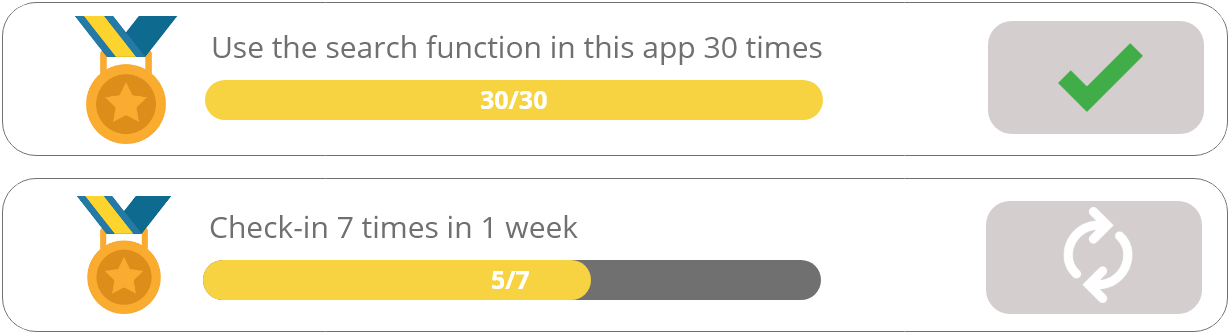 Use the search function in this app 30 times
30/30
Check-in 7 times in 1 week
5/7